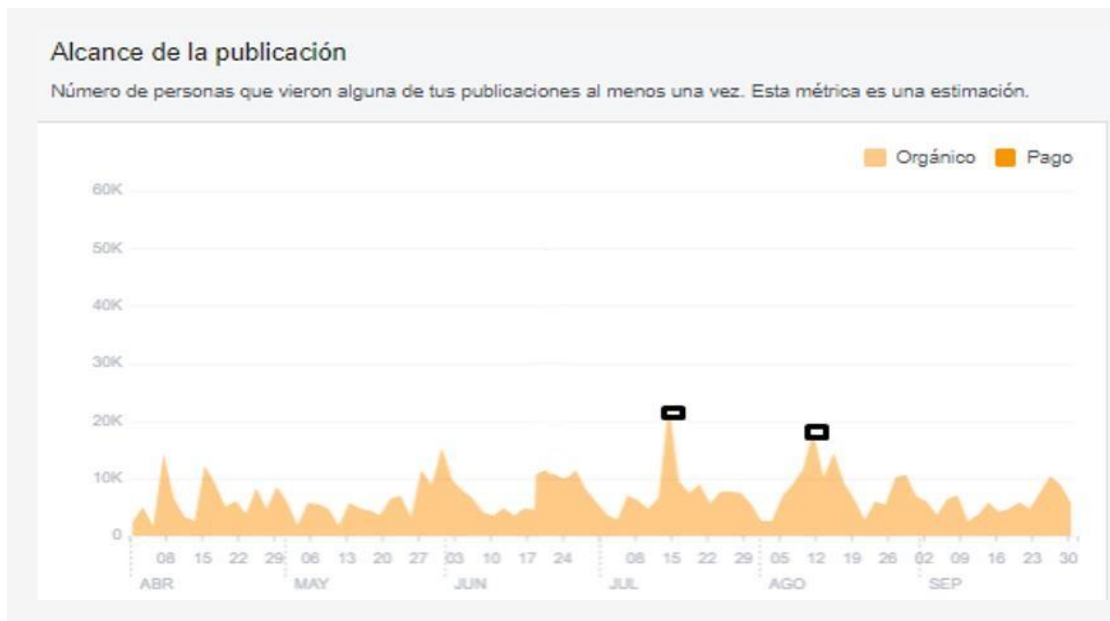 Alcance de la publicación
Número de personas que vieron alguna de tus publicaciones al menos una vez. Esta métrica es una estimación.
Orgánico Pago
60K
50K
40K
30K
20K
10K
0
08 15 22 29 06 13 20 27 03 10 17 24 08 15 22 29 05 12 19 26 02 09 16 23 30
ABR MAY JUN JUL AGO SEP